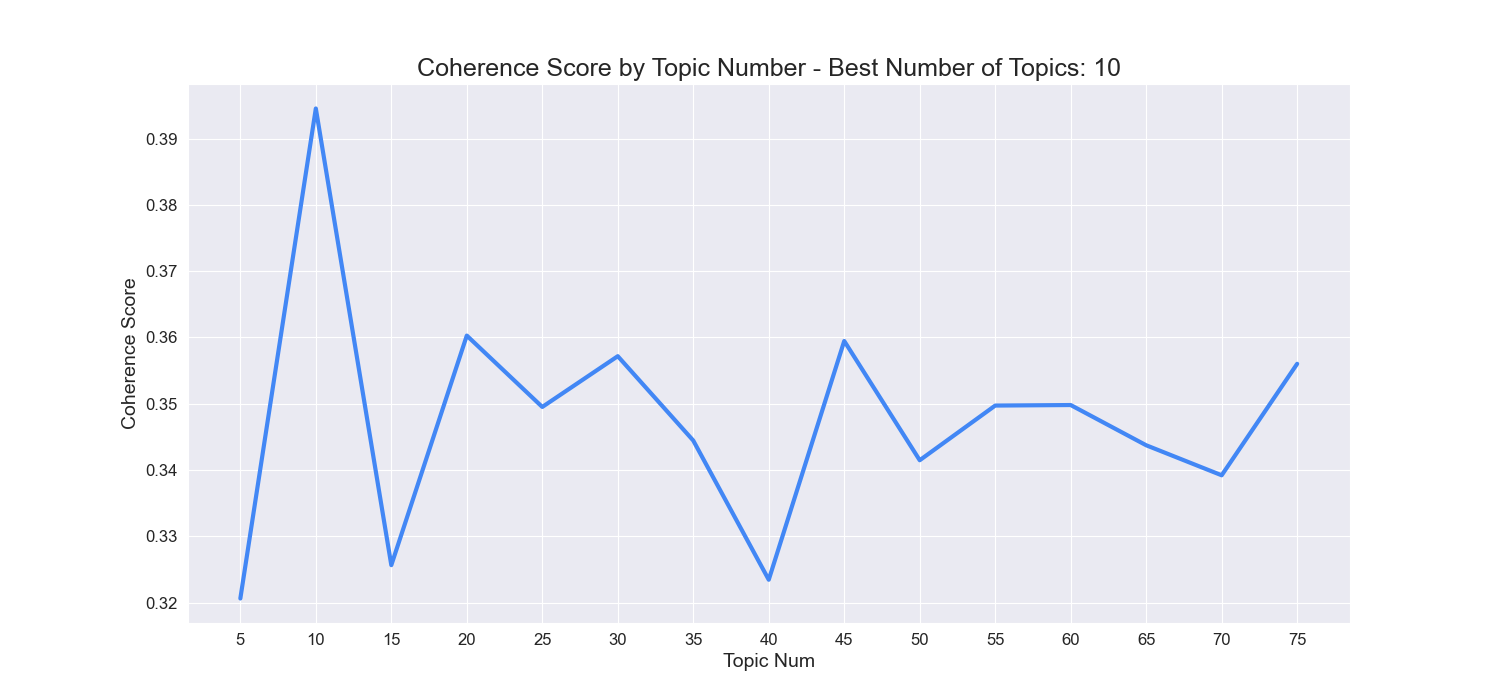 Coherence Score by Topic Number - Best Number of Topics: 10
Coherence Score
0.39
0.38
0.37
0.36
0.35
0.34
0.33
0.32
5 10 15 20 25 30 35 40 45 50 55 60 65 70 75
Topic Num